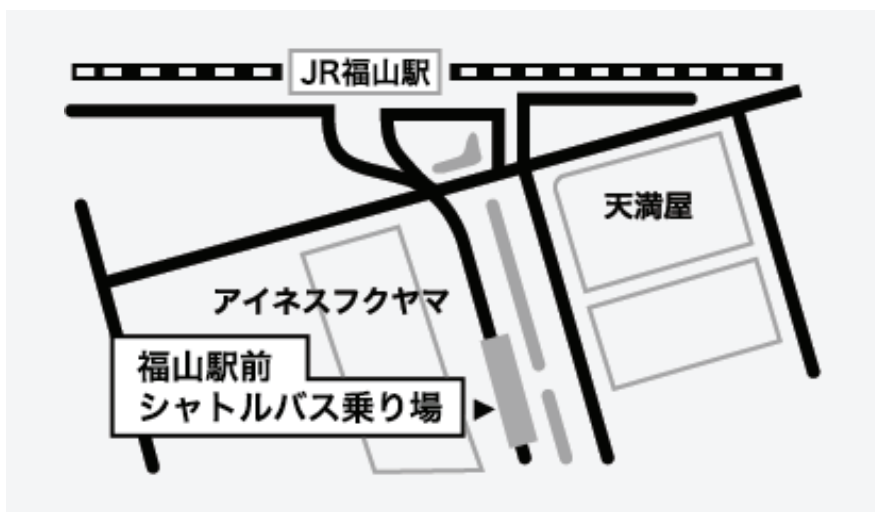 JR福山駅
天満屋
アイネスフクヤマ
福山駅前
シャトルバス乗り場